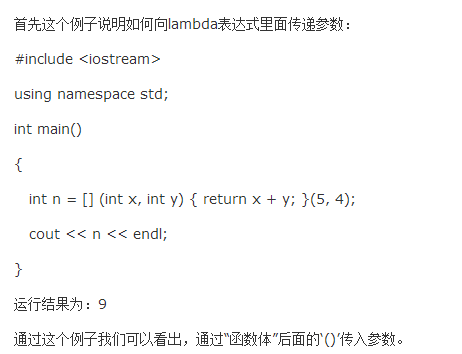 首先这个例子说明如何向lambda表达式里面传递参数：
#include <iostream>
using namespace std;
int main()
{
int n = [] (int x, int y) { return x + y; }(5, 4);
cout << n << endl;
}
运行结果为：9
通过这个例子我们可以看出，通过“函数体”后面的‘()’传入参数。